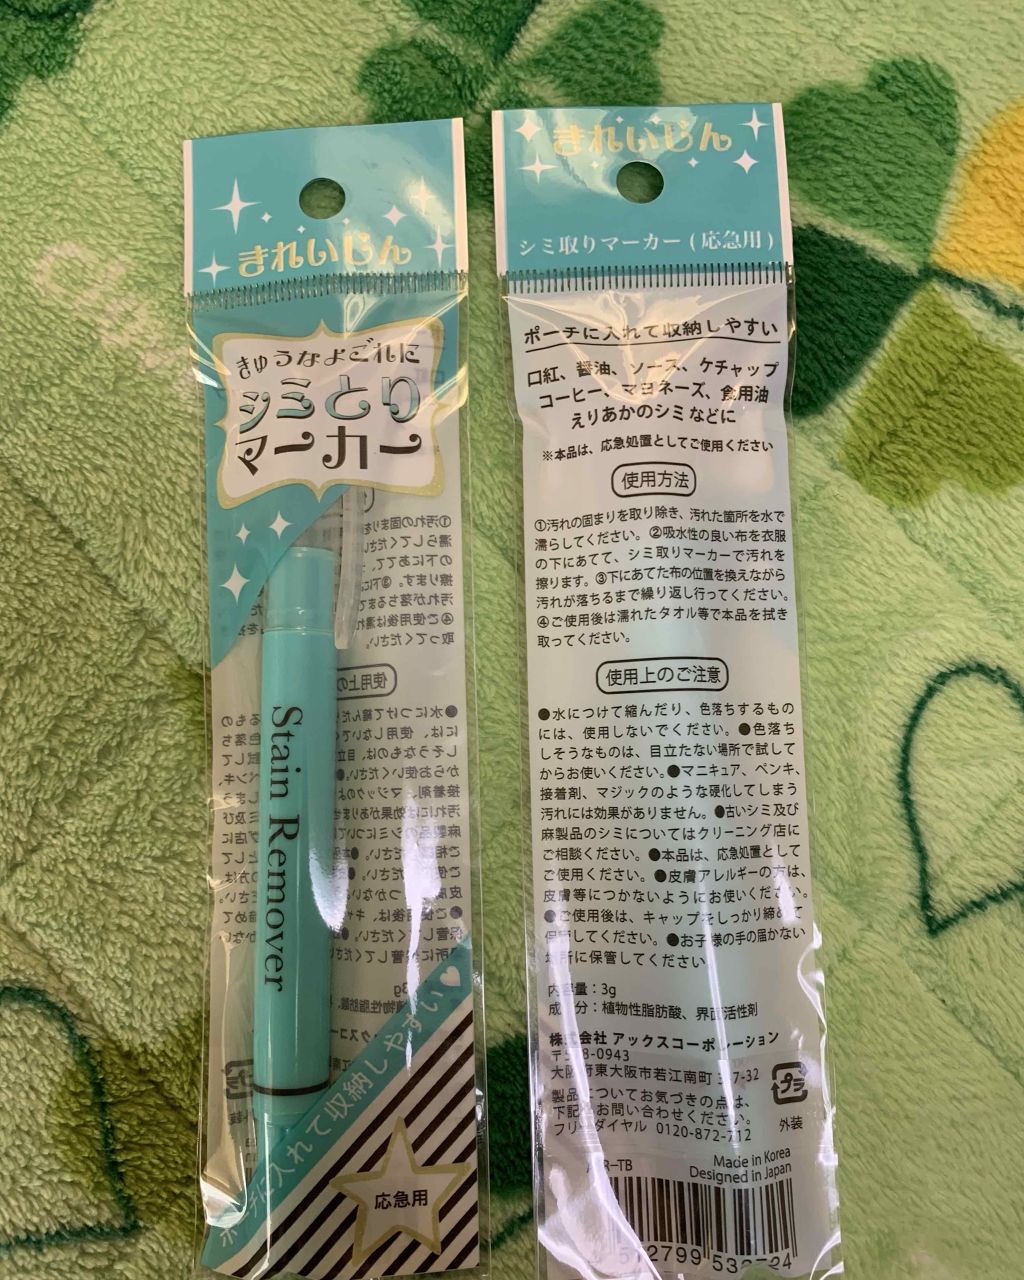 きれいじん
きゅうなよごれに
シミとり
マーカー
Stain Remover
ポーチに入れて収納しやすい♥
応急用
きれいじん
シミ取りマーカー(応急用)
ポーチに入れて収納しやすい
口紅、醤油、ソース、ケチャップ
コーヒー、マヨネーズ、食用油
えりあかのシミなどに
※本品は、応急処置としてご使用ください
使用方法
①汚れの固まりを取り除き、汚れた箇所を水で
濡らしてください。②吸水性の良い布を衣服
の下にあてて、シミ取りマーカーで汚れを
擦ります。③下にあてた布の位置を換えながら
汚れが落ちるまで繰り返し行ってください。
④ご使用後は濡れたタオル等で本品を拭き
取ってください。
使用上のご注意
●水につけて縮んだり、色落ちするもの
には、使用しないでください。●色落ち
しそうなものは、目立たない場所で試して
からお使いください。●マニキュア、ペンキ、
接着剤、マジックのような硬化してしまう
汚れには効果がありません。●古いシミ及び
麻製品のシミについてはクリーニング店に
ご相談ください。●本品は、応急処置として
ご使用ください。●皮膚アレルギーの方は、
皮膚等につかないようにお使いください。
●ご使用後は、キャップをしっかり締めて
保管してください。●お子様の手の届かない
場所に保管してください
内容量：3g
成分：植物性脂肪酸、界面活性剤
株式会社 アックスコーポレーション
〒578-0943
大阪府東大阪市若江南町3-7-32
製品についてお気づきの点は、
下記にお問い合わせください。
フリーダイヤル 0120-872-712
プラ
外装
Made in Korea
Designed in Japan